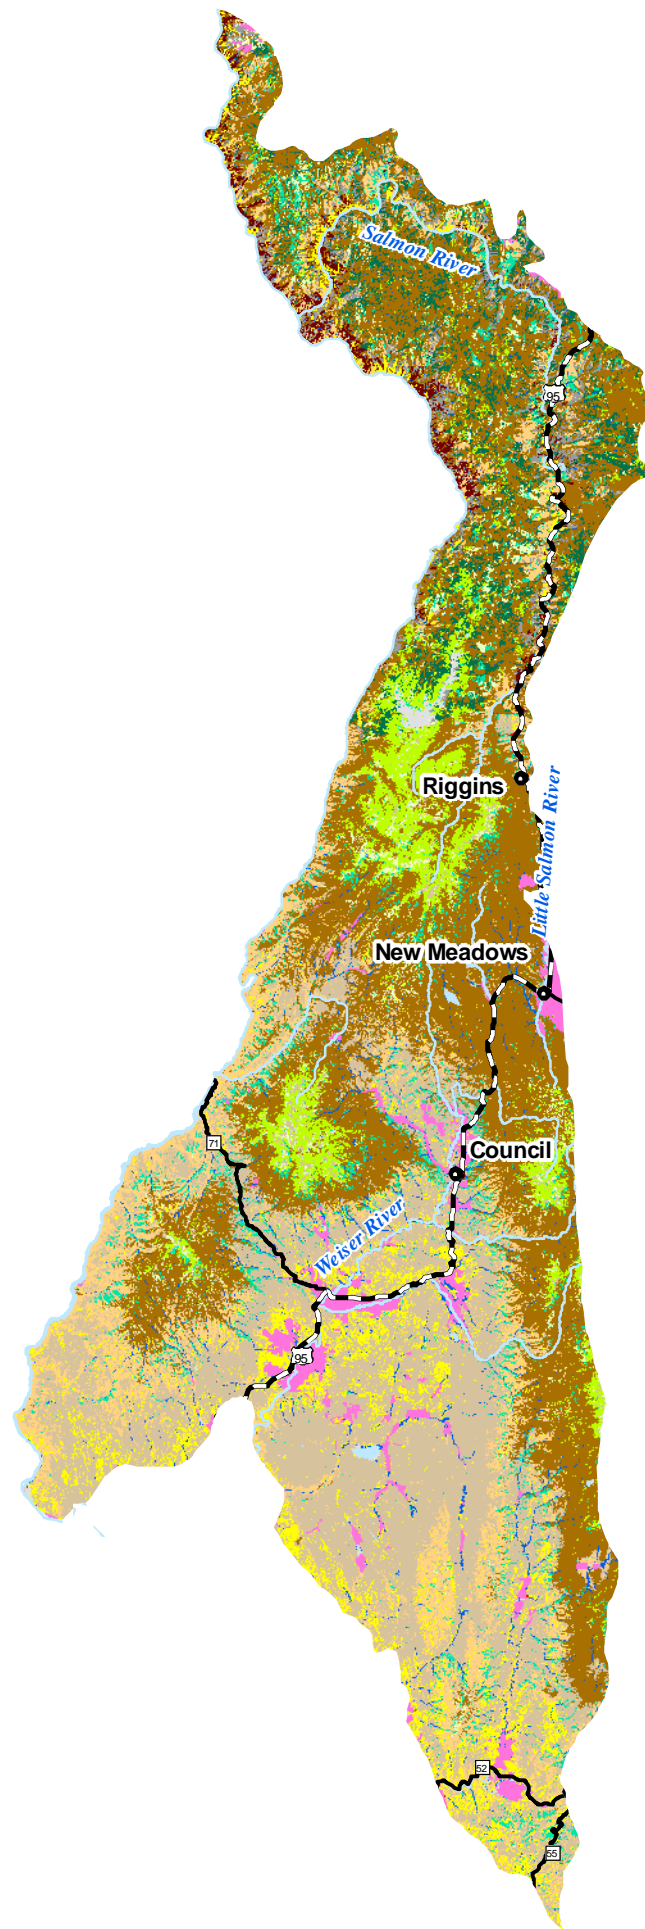 Salmon River
95
Riggins
Little Salmon River
New Meadows
71
Council
Weiser River
95
52
55